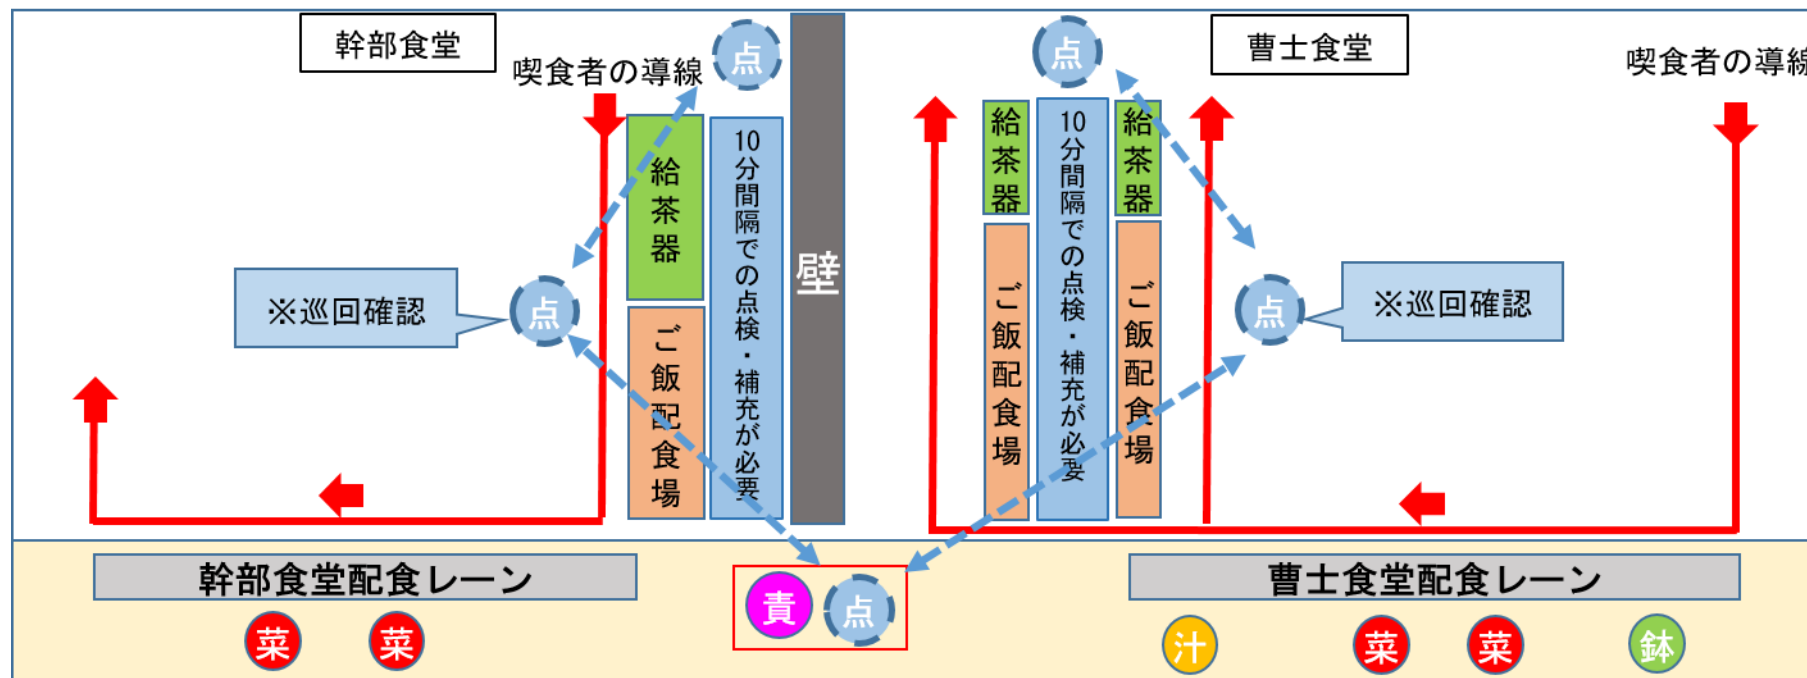 幹部食堂
点
曹士食堂
点
喫食者の導線
喫食者の導線
給茶器
10分間隔での点検・補充が必要
壁
給茶器
10分間隔での点検・補充が必要
給茶器
※巡回確認
点
ご飯配食場
ご飯配食場
ご飯配食場
点
※巡回確認
幹部食堂配食レーン
責
点
曹士食堂配食レーン
菜
菜
汁
菜
菜
鉢